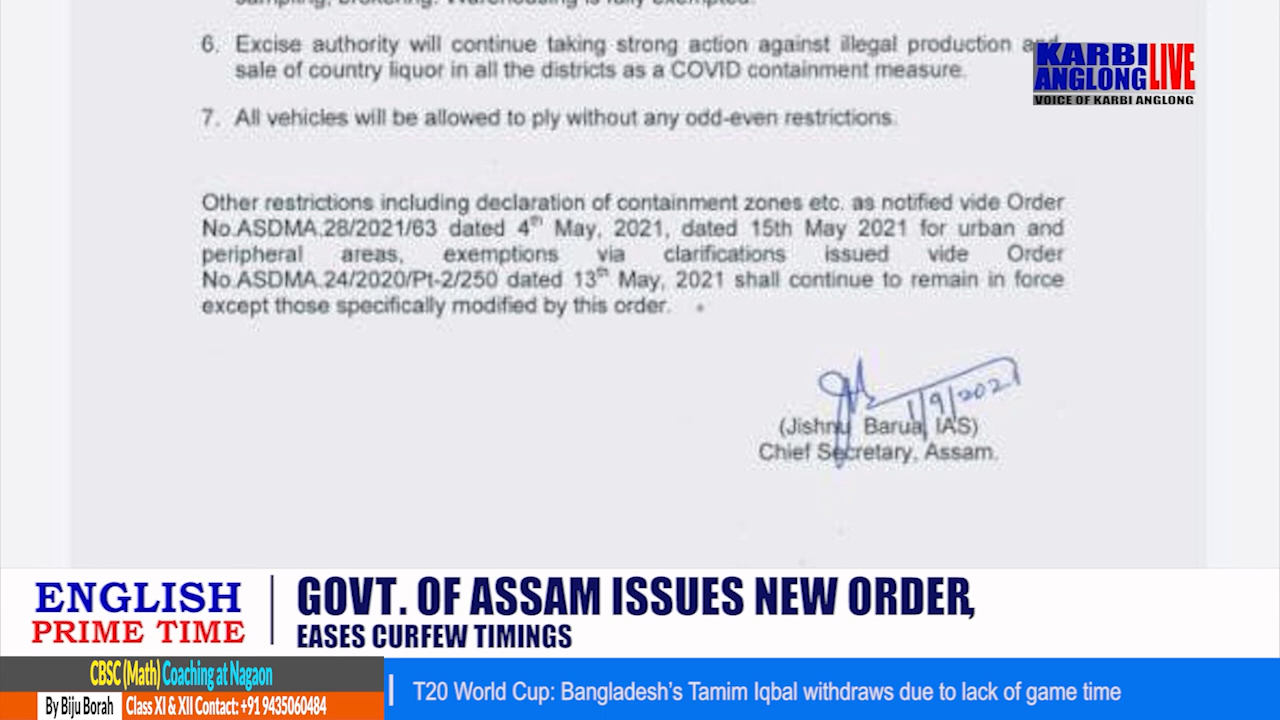 sampling, brokering. Warehousing is fully exempted.
6. Excise authority will continue taking strong action against illegal production and
sale of country liquor in all the districts as a COVID containment measure.
7. All vehicles will be allowed to ply without any odd-even restrictions.
Other restrictions including declaration of containment zones etc. as notified vide Order
No.ASDMA.28/2021/63 dated 4th May, 2021, dated 15th May 2021 for urban and
peripheral areas, exemptions via clarifications issued vide Order
No.ASDMA.24/2020/Pt-2/250 dated 13th May, 2021 shall continue to remain in force
except those specifically modified by this order.
1/9/2021
(Jishnu Barua, IAS)
Chief Secretary, Assam.
KARBI
ANGLONG LIVE
VOICE OF KARBI ANGLONG
ENGLISH
PRIME TIME
GOVT. OF ASSAM ISSUES NEW ORDER,
EASES CURFEW TIMINGS
CBSC (Math) Coaching at Nagaon
By Biju Borah Class XI & XII Contact: +91 9435060484
T20 World Cup: Bangladesh's Tamim Iqbal withdraws due to lack of game time